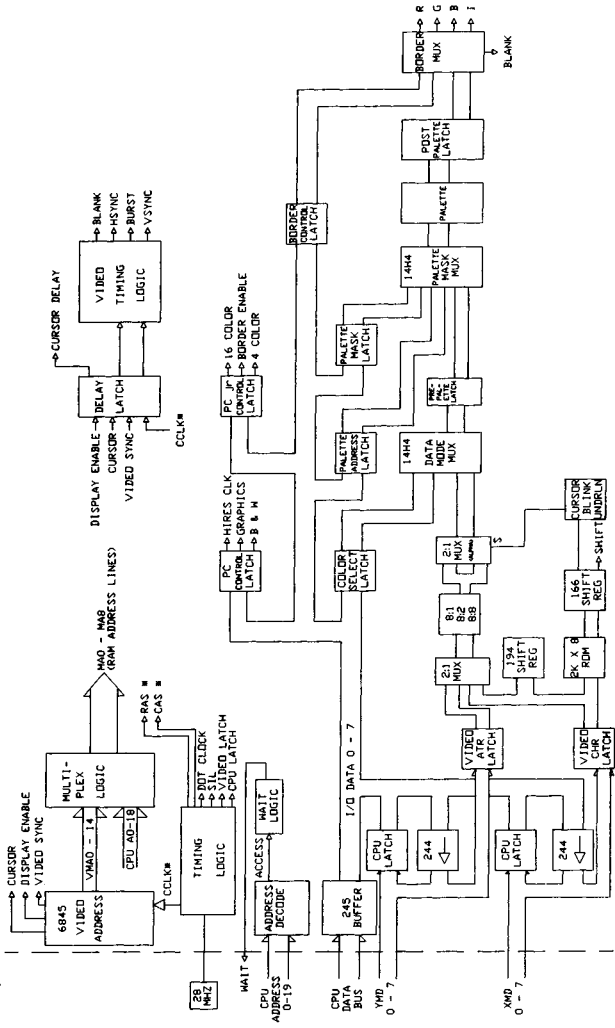 CURSOR
DISPLAY ENABLE
VIDEO SYNC
6845
VIDEO
ADDRESS
VMA0 - 14
CPU A0-18
MULTI-
PLEX
LOGIC
MA0 - MA8
(RAM ADDRESS LINES)
CCLK*
28
MHZ
TIMING
LOGIC
RAS *
CAS *
DOT CLOCK
S/L
VIDEO LATCH
CPU LATCH
CURSOR DELAY
DISPLAY ENABLE
CURSOR
VIDEO SYNC
CCLK*
DELAY
LATCH
VIDEO
TIMING
LOGIC
BLANK
HSYNC
BURST
VSYNC
WAIT
CPU
ADDRESS
0-19
ADDRESS
DECODE
ACCESS
WAIT
LOGIC
PC
CONTROL
LATCH
HIRES CLK
GRAPHICS
B & W
PC Jr
CONTROL
LATCH
16 COLOR
BORDER ENABLE
4 COLOR
CPU
DATA
BUS
245
BUFFER
I/O DATA 0 - 7
COLOR
SELECT
LATCH
PALETTE
ADDRESS
LATCH
PALETTE
MASK
LATCH
BORDER
CONTROL
LATCH
YMD
0 - 7
CPU
LATCH
244
XMD
0 - 7
CPU
LATCH
244
VIDEO
ATR
LATCH
VIDEO
CHR
LATCH
2:1
MUX
194
SHIFT
REG
8:1
8:2
8:8
2:1
MUX
S
2K X 8
ROM
166
SHIFT
REG
SHIFT
CURSOR
BLINK
UNDRLN
14H4
DATA
MODE
MUX
PRE-
PAL-
ETTE
LATCH
14H4
PALETTE
MASK
MUX
PALETTE
POST
PALETTE
LATCH
BORDER
MUX
R
G
B
I
BLANK